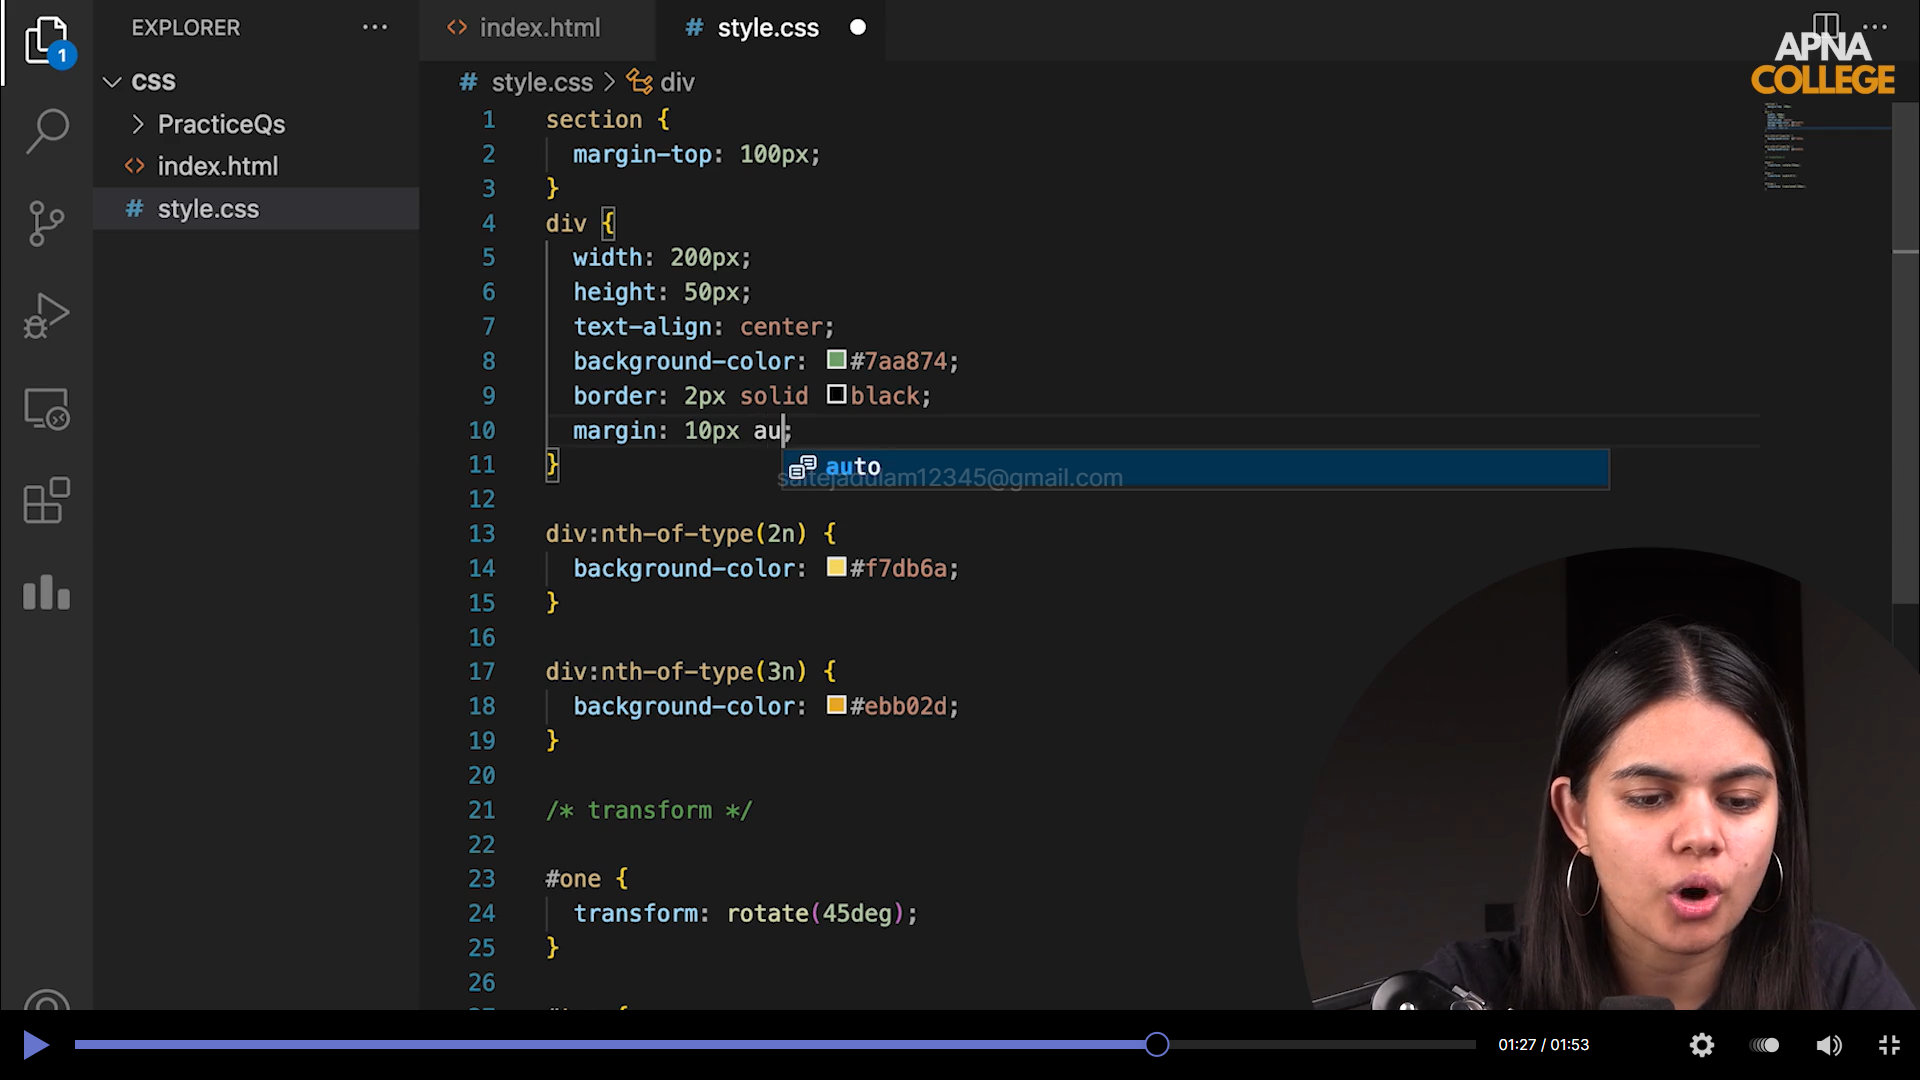 EXPLORER
index.html
style.css
APNA
COLLEGE
CSS
PracticeQs
index.html
style.css
style.css > div
1 section {
2 margin-top: 100px;
3 }
4 div {
5 width: 200px;
6 height: 50px;
7 text-align: center;
8 background-color: #7aa874;
9 border: 2px solid black;
10 margin: 10px au;
11 }
auto
saitejadulam12345@gmail.com
12
13 div:nth-of-type(2n) {
14 background-color: #f7db6a;
15 }
16
17 div:nth-of-type(3n) {
18 background-color: #ebb02d;
19 }
20
21 /* transform */
22
23 #one {
24 transform: rotate(45deg);
25 }
26
1
01:27 / 01:53